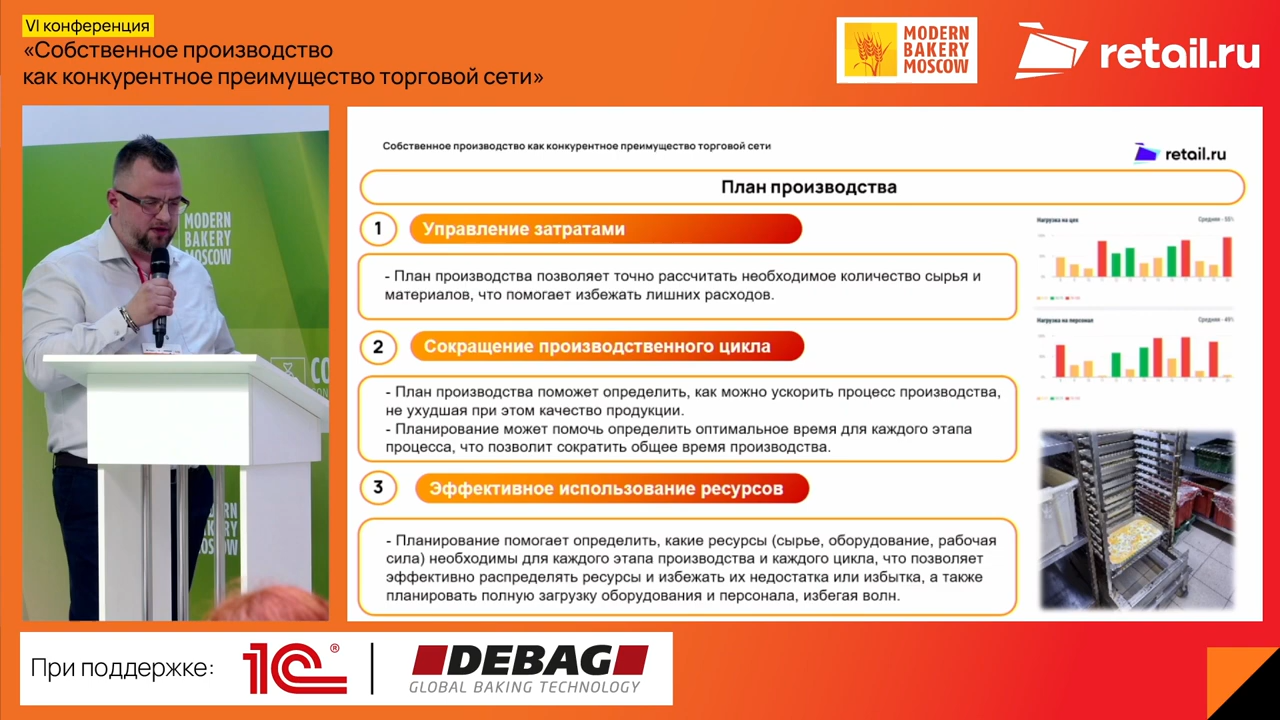 VI конференция
«Собственное производство
как конкурентное преимущество торговой сети»
MODERN
BAKERY
MOSCOW
retail.ru
MODERN
BAKERY
MOSCOW
Собственное производство как конкурентное преимущество торговой сети
retail.ru
План производства
1
Управление затратами
- План производства позволяет точно рассчитать необходимое количество сырья и
материалов, что помогает избежать лишних расходов.
2
Сокращение производственного цикла
- План производства поможет определить, как можно ускорить процесс производства,
не ухудшая при этом качество продукции.
- Планирование может помочь определить оптимальное время для каждого этапа
процесса, что позволит сократить общее время производства.
3
Эффективное использование ресурсов
- Планирование помогает определить, какие ресурсы (сырье, оборудование, рабочая
сила) необходимы для каждого этапа производства и каждого цикла, что позволяет
эффективно распределять ресурсы и избежать их недостатка или избытка, а также
планировать полную загрузку оборудования и персонала, избегая волн.
Нагрузка на цех
Нагрузка на персонал
При поддержке:
1С®
DEBAG
GLOBAL BAKING TECHNOLOGY